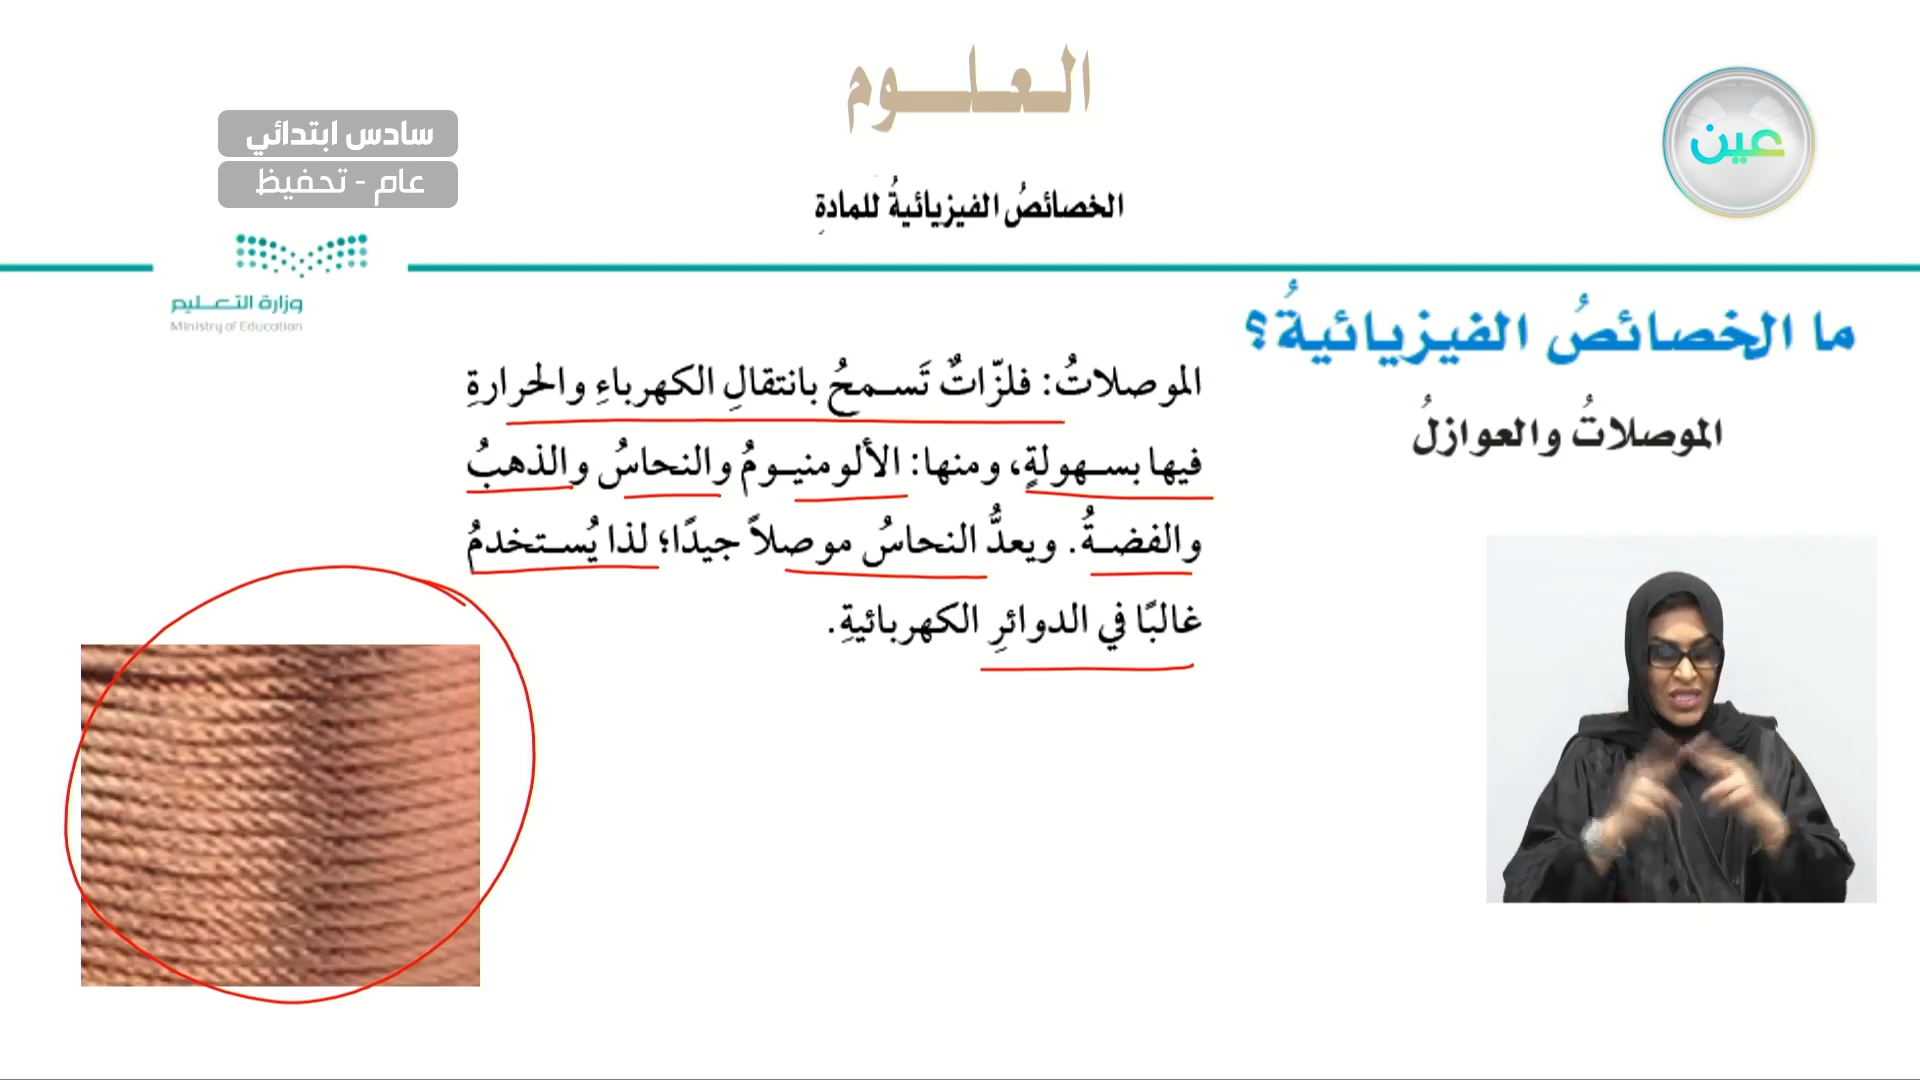 العلوم
سادس ابتدائي
عام - تحفيظ
عين
الخصائصُ الفيزيائيةُ للمادةِ
وزارة التعليم
Ministry of Education
ما الخصائصُ الفيزيائيةُ؟
الموصلاتُ والعوازلُ
الموصلاتُ: فلزّاتٌ تَسمحُ بانتقالِ الكهرباءِ والحرارةِ
فيها بسهولةٍ، ومنها: الألومنيومُ والنحاسُ والذهبُ
والفضةُ. ويعدُّ النحاسُ موصلاً جيدًا؛ لذا يُستخدمُ
غالبًا في الدوائرِ الكهربائيةِ.